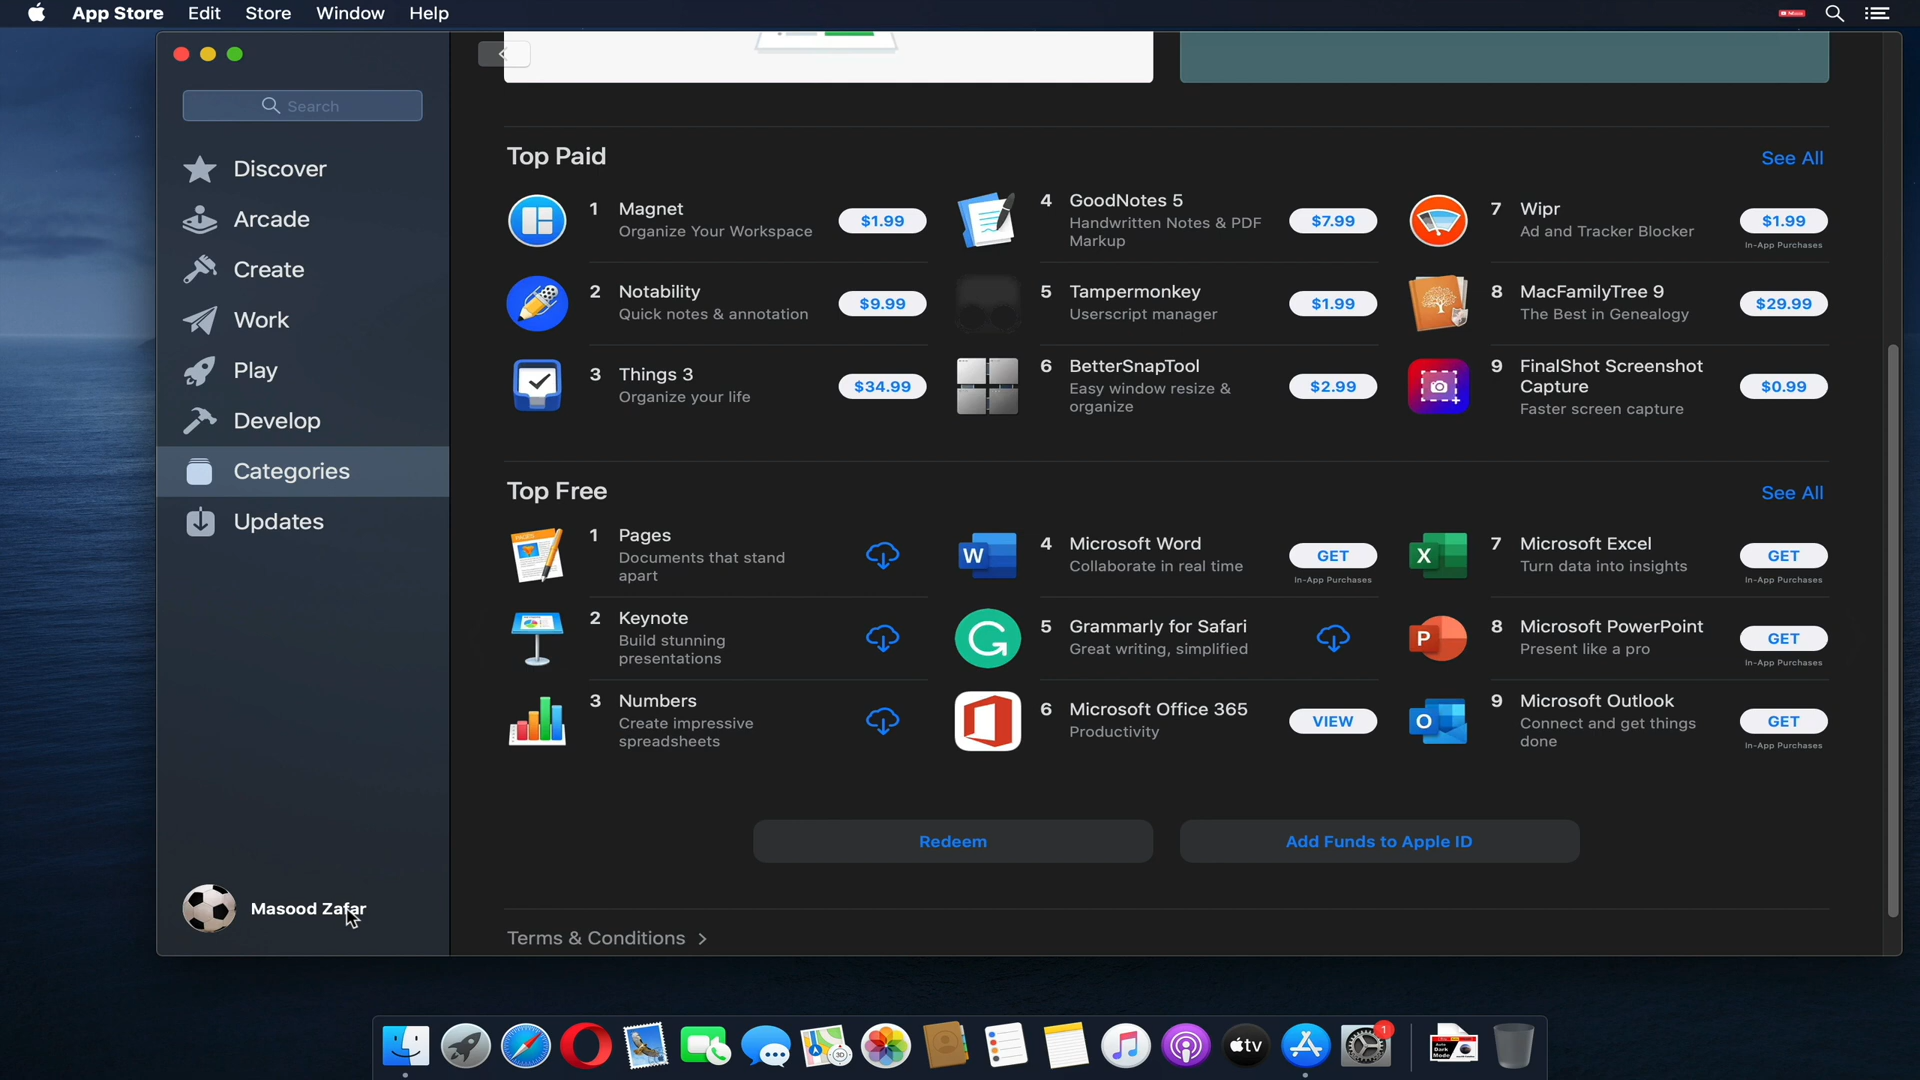 App Store Edit Store Window Help
Search
Discover
Arcade
Create
Work
Play
Develop
Categories
Updates
Masood Zafar
Top Paid See All
1 Magnet
Organize Your Workspace
$1.99
2 Notability
Quick notes & annotation
$9.99
3 Things 3
Organize your life
$34.99
4 GoodNotes 5
Handwritten Notes & PDF
Markup
$7.99
5 Tampermonkey
Userscript manager
$1.99
6 BetterSnapTool
Easy window resize &
organize
$2.99
7 Wipr
Ad and Tracker Blocker
$1.99
In-App Purchases
8 MacFamilyTree 9
The Best in Genealogy
$29.99
9 FinalShot Screenshot
Capture
Faster screen capture
$0.99
Top Free See All
PAGES
1 Pages
Documents that stand
apart
2 Keynote
Build stunning
presentations
3 Numbers
Create impressive
spreadsheets
W
4 Microsoft Word
Collaborate in real time
GET
In-App Purchases
G
5 Grammarly for Safari
Great writing, simplified
6 Microsoft Office 365
Productivity
VIEW
X
7 Microsoft Excel
Turn data into insights
GET
In-App Purchases
P
8 Microsoft PowerPoint
Present like a pro
GET
In-App Purchases
O
9 Microsoft Outlook
Connect and get things
done
GET
In-App Purchases
Redeem Add Funds to Apple ID
Terms & Conditions
3D
tv
1
Dark
Mode